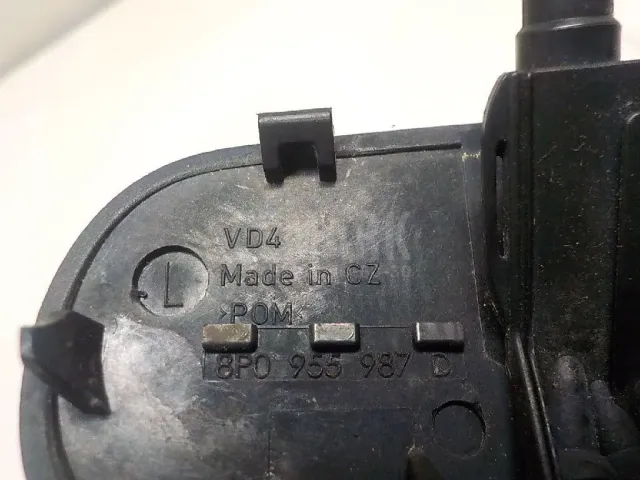 VD4
L
Made in CZ
>POM<
8P0 955 987 D